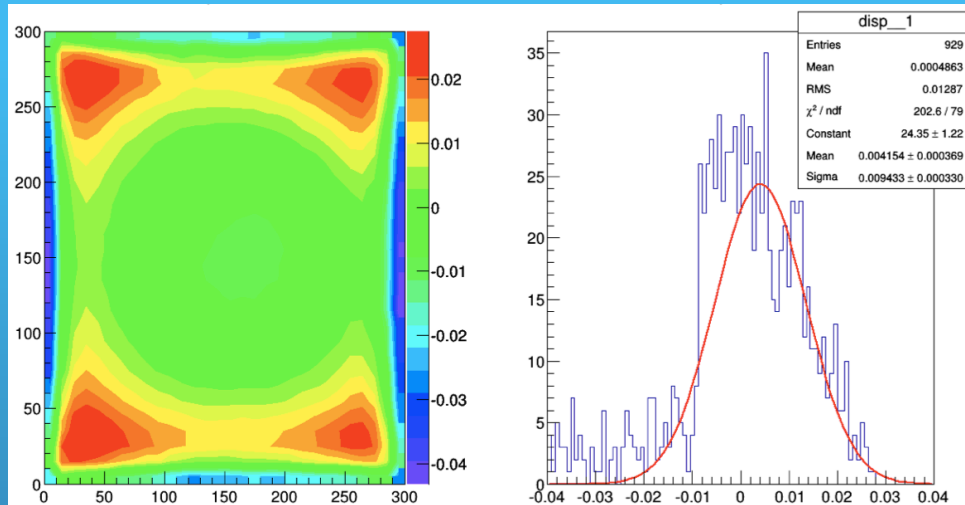 300
250
200
150
100
50
0
0 50 100 150 200 250 300
0.02
0.01
0
-0.01
-0.02
-0.03
-0.04
disp__1
Entries 929
Mean 0.0004863
RMS 0.01287
χ² / ndf 202.6 / 79
Constant 24.35 ± 1.22
Mean 0.004154 ± 0.000369
Sigma 0.009433 ± 0.000330
35
30
25
20
15
10
5
0
-0.04 -0.03 -0.02 -0.01 0 0.01 0.02 0.03 0.04